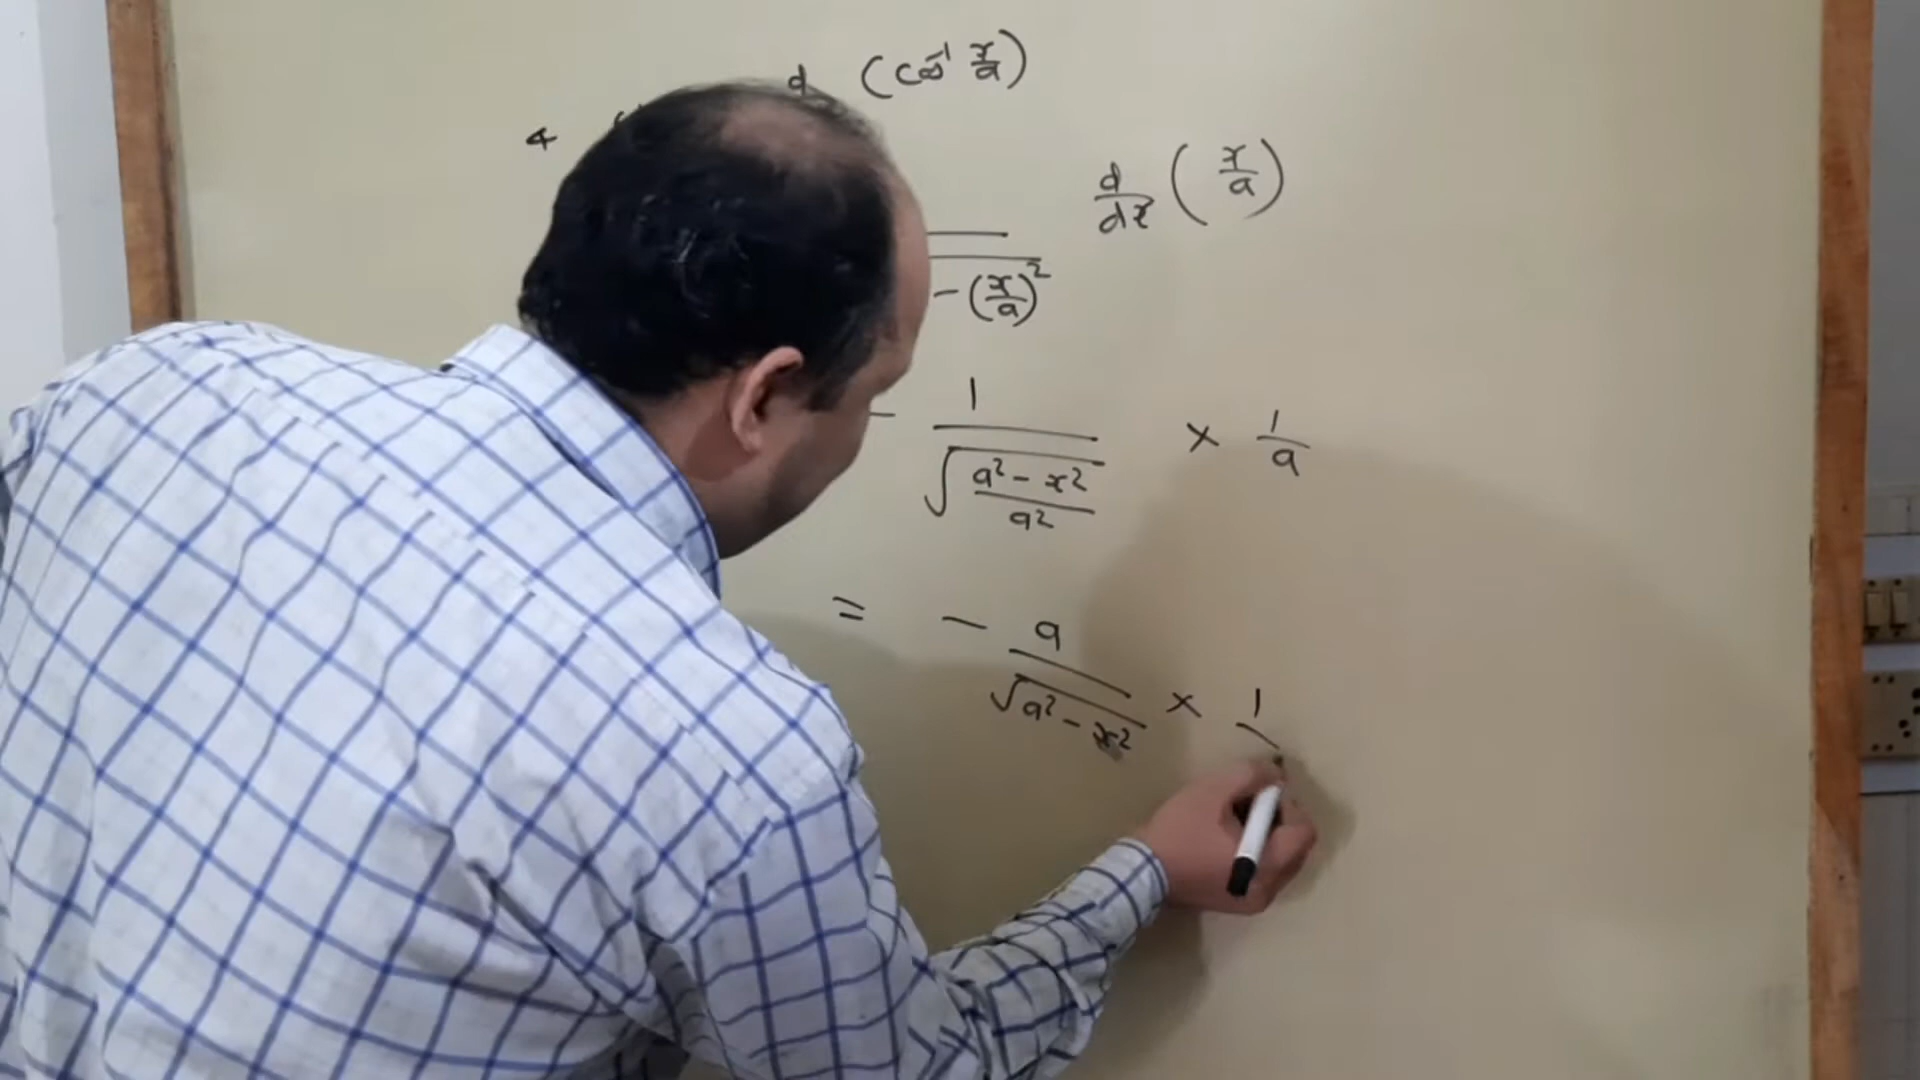 d (cos⁻¹ x/a)
4
d/dx (x/a)
- (x/a)²
- 1/√((a² - x²)/a²) × 1/a
= - a/√(a² - x²) × 1/